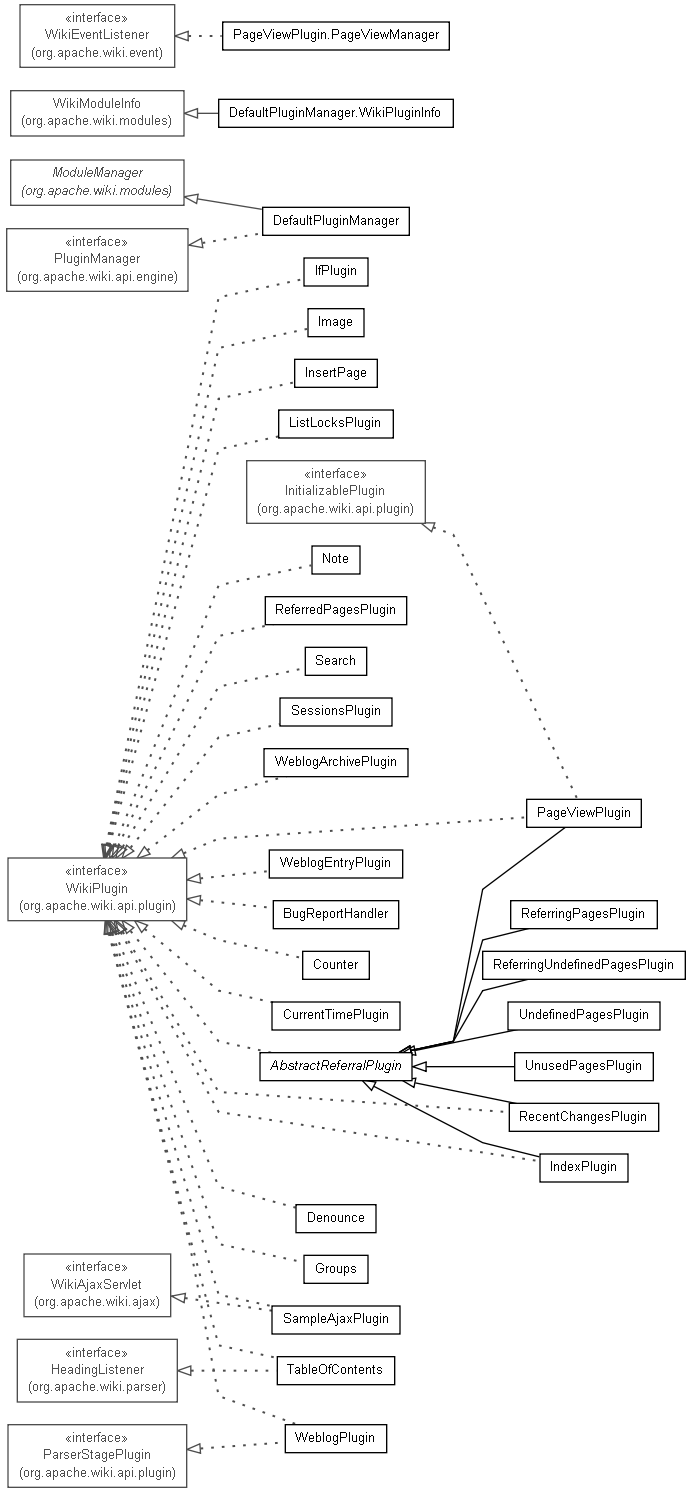 «interface»
WikiEventListener
(org.apache.wiki.event)
PageViewPlugin.PageViewManager
WikiModuleInfo
(org.apache.wiki.modules)
DefaultPluginManager.WikiPluginInfo
ModuleManager
(org.apache.wiki.modules)
DefaultPluginManager
«interface»
PluginManager
(org.apache.wiki.api.engine)
IfPlugin
Image
InsertPage
ListLocksPlugin
«interface»
InitializablePlugin
(org.apache.wiki.api.plugin)
Note
ReferredPagesPlugin
Search
SessionsPlugin
WeblogArchivePlugin
PageViewPlugin
«interface»
WikiPlugin
(org.apache.wiki.api.plugin)
WeblogEntryPlugin
BugReportHandler
ReferringPagesPlugin
Counter
ReferringUndefinedPagesPlugin
CurrentTimePlugin
UndefinedPagesPlugin
AbstractReferralPlugin
UnusedPagesPlugin
RecentChangesPlugin
IndexPlugin
Denounce
Groups
«interface»
WikiAjaxServlet
(org.apache.wiki.ajax)
SampleAjaxPlugin
«interface»
HeadingListener
(org.apache.wiki.parser)
TableOfContents
«interface»
ParserStagePlugin
(org.apache.wiki.api.plugin)
WeblogPlugin